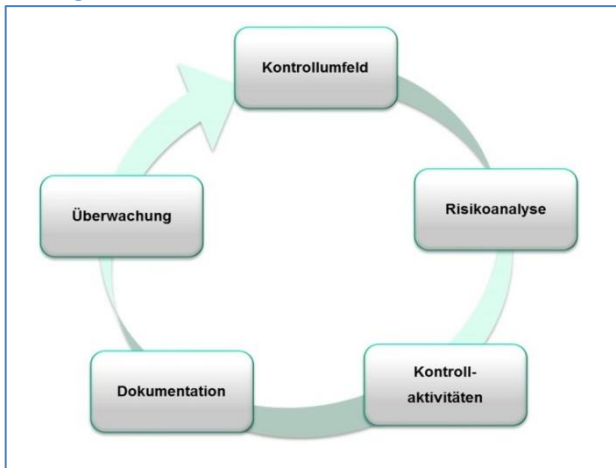 Kontrollumfeld
Risikoanalyse
Kontroll-
aktivitäten
Dokumentation
Überwachung